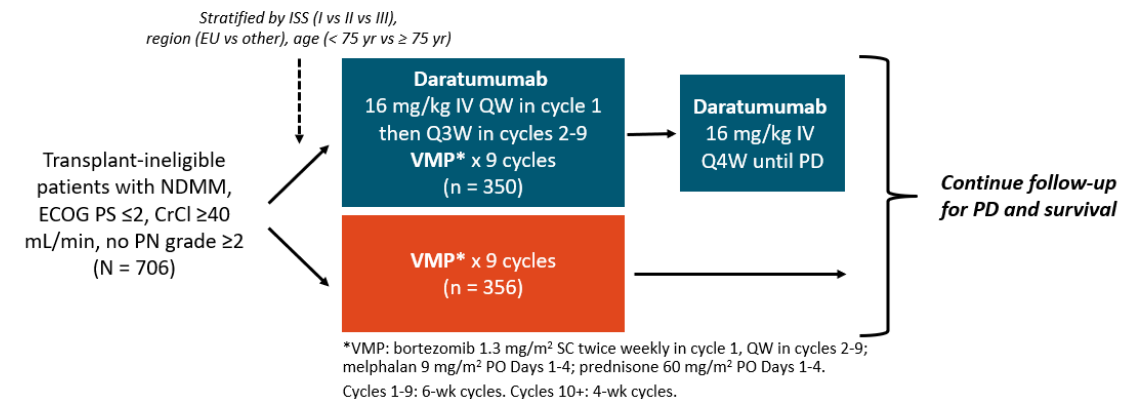 Stratified by ISS (I vs II vs III),
region (EU vs other), age (< 75 yr vs ≥ 75 yr)
Transplant-ineligible
patients with NDMM,
ECOG PS ≤2, CrCl ≥40
mL/min, no PN grade ≥2
(N = 706)
Daratumumab
16 mg/kg IV QW in cycle 1
then Q3W in cycles 2-9
VMP* x 9 cycles
(n = 350)
Daratumumab
16 mg/kg IV
Q4W until PD
VMP* x 9 cycles
(n = 356)
Continue follow-up
for PD and survival
*VMP: bortezomib 1.3 mg/m² SC twice weekly in cycle 1, QW in cycles 2-9;
melphalan 9 mg/m² PO Days 1-4; prednisone 60 mg/m² PO Days 1-4.
Cycles 1-9: 6-wk cycles. Cycles 10+: 4-wk cycles.